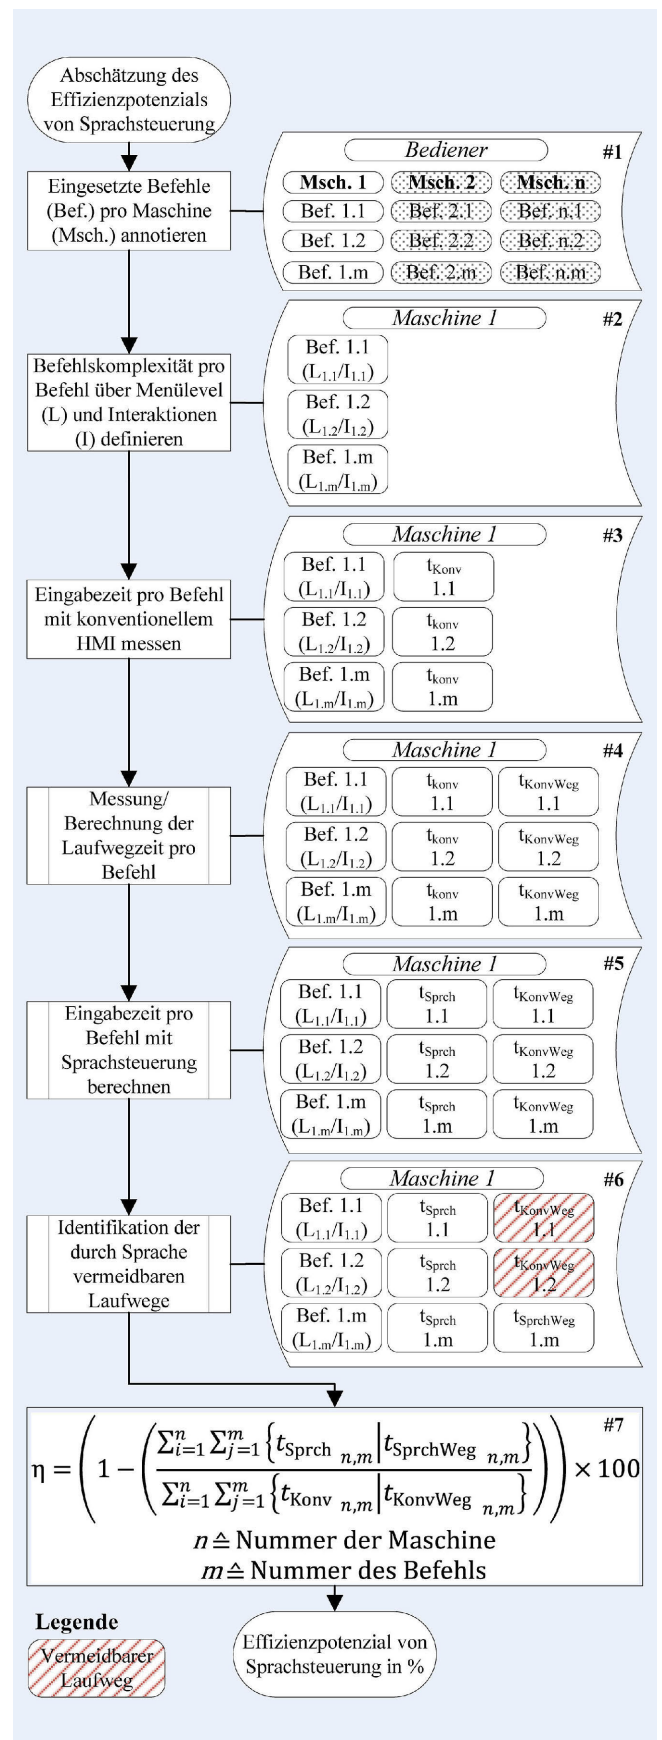 Abschätzung des
Effizienzpotenzials
von Sprachsteuerung
Eingesetzte Befehle
(Bef.) pro Maschine
(Msch.) annotieren
Bediener
#1
Msch. 1 Msch. 2 Msch. n
Bef. 1.1 Bef. 2.1 Bef. n.1
Bef. 1.2 Bef. 2.2 Bef. n.2
Bef. 1.m Bef. 2.m Bef. n.m
Befehlskomplexität pro
Befehl über Menülevel
(L) und Interaktionen
(I) definieren
Maschine 1
#2
Bef. 1.1
(L1.1/I1.1)
Bef. 1.2
(L1.2/I1.2)
Bef. 1.m
(L1.m/I1.m)
Eingabezeit pro Befehl
mit konventionellem
HMI messen
Maschine 1
#3
Bef. 1.1 tKonv
(L1.1/I1.1) 1.1
Bef. 1.2 tkonv
(L1.2/I1.2) 1.2
Bef. 1.m tkonv
(L1.m/I1.m) 1.m
Messung/
Berechnung der
Laufwegzeit pro
Befehl
Maschine 1
#4
Bef. 1.1 tkonv tKonvWeg
(L1.1/I1.1) 1.1 1.1
Bef. 1.2 tkonv tKonvWeg
(L1.2/I1.2) 1.2 1.2
Bef. 1.m tkonv tKonvWeg
(L1.m/I1.m) 1.m 1.m
Eingabezeit pro
Befehl mit
Sprachsteuerung
berechnen
Maschine 1
#5
Bef. 1.1 tSprch tKonvWeg
(L1.1/I1.1) 1.1 1.1
Bef. 1.2 tSprch tKonvWeg
(L1.2/I1.2) 1.2 1.2
Bef. 1.m tSprch tKonvWeg
(L1.m/I1.m) 1.m 1.m
Identifikation der
durch Sprache
vermeidbaren
Laufwege
Maschine 1
#6
Bef. 1.1 tSprch tKonvWeg
(L1.1/I1.1) 1.1 1.1
Bef. 1.2 tSprch tKonvWeg
(L1.2/I1.2) 1.2 1.2
Bef. 1.m tSprch tSprchWeg
(L1.m/I1.m) 1.m 1.m
#7
η = (1 − (∑ⁿᵢ₌₁ ∑ᵐⱼ₌₁ {tSprch n,m | tSprchWeg n,m} / ∑ⁿᵢ₌₁ ∑ᵐⱼ₌₁ {tKonv n,m | tKonvWeg n,m})) × 100
n ≙ Nummer der Maschine
m ≙ Nummer des Befehls
Legende
Vermeidbarer
Laufweg
Effizienzpotenzial von
Sprachsteuerung in %